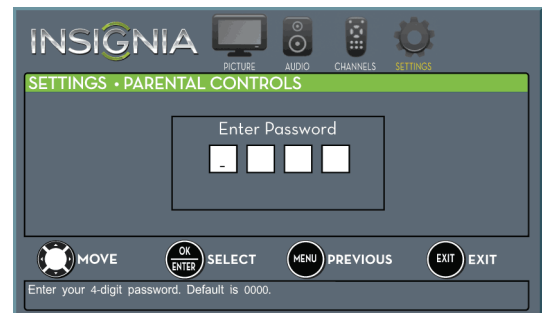 INSIGNIA
PICTURE AUDIO CHANNELS SETTINGS
SETTINGS • PARENTAL CONTROLS
Enter Password
_
MOVE OK ENTER SELECT MENU PREVIOUS EXIT EXIT
Enter your 4-digit password. Default is 0000.